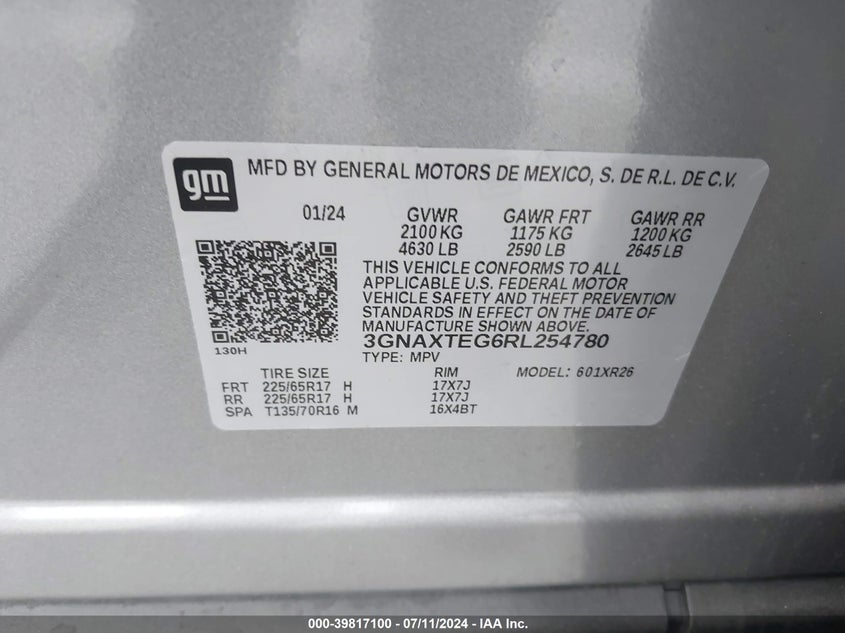 gm MFD BY GENERAL MOTORS DE MEXICO, S. DE R.L. DE C.V.
01/24 GVWR GAWR FRT GAWR RR
2100 KG 1175 KG 1200 KG
4630 LB 2590 LB 2645 LB
THIS VEHICLE CONFORMS TO ALL
APPLICABLE U.S. FEDERAL MOTOR
VEHICLE SAFETY AND THEFT PREVENTION
STANDARDS IN EFFECT ON THE DATE OF
MANUFACTURE SHOWN ABOVE.
3GNAXTEG6RL254780
130H TYPE: MPV
TIRE SIZE RIM MODEL: 601XR26
FRT 225/65R17 H 17X7J
RR 225/65R17 H 17X7J
SPA T135/70R16 M 16X4BT
000-39817100 - 07/11/2024 - IAA Inc.